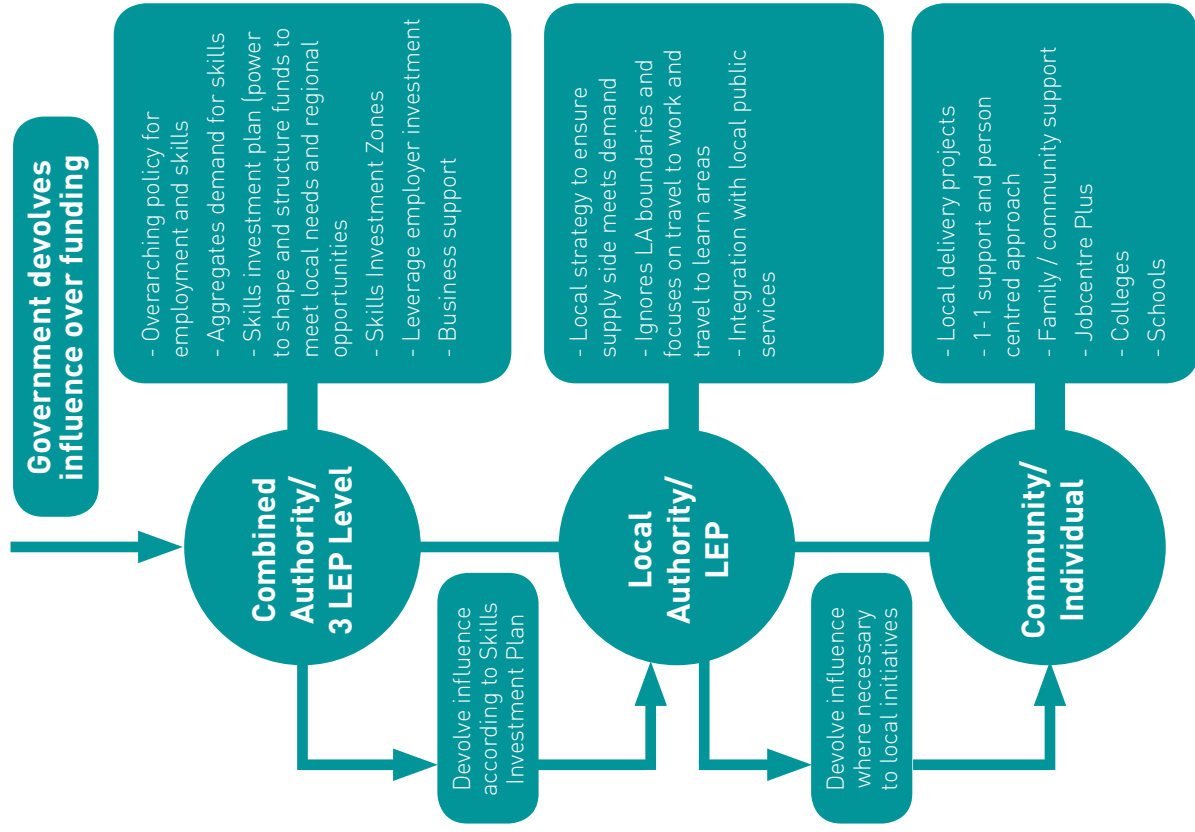 Government devolves
influence over funding
Combined
Authority/
3 LEP Level
- Overarching policy for
employment and skills
- Aggregates demand for skills
- Skills investment plan (power
to shape and structure funds to
meet local needs and regional
opportunities
- Skills Investment Zones
- Leverage employer investment
- Business support
Devolve influence
according to Skills
Investment Plan
Local
Authority/
LEP
- Local strategy to ensure
supply side meets demand
- Ignores LA boundaries and
focuses on travel to work and
travel to learn areas
- Integration with local public
services
Devolve influence
where necessary
to local initiatives
Community/
Individual
- Local delivery projects
- 1-1 support and person
centred approach
- Family / community support
- Jobcentre Plus
- Colleges
- Schools